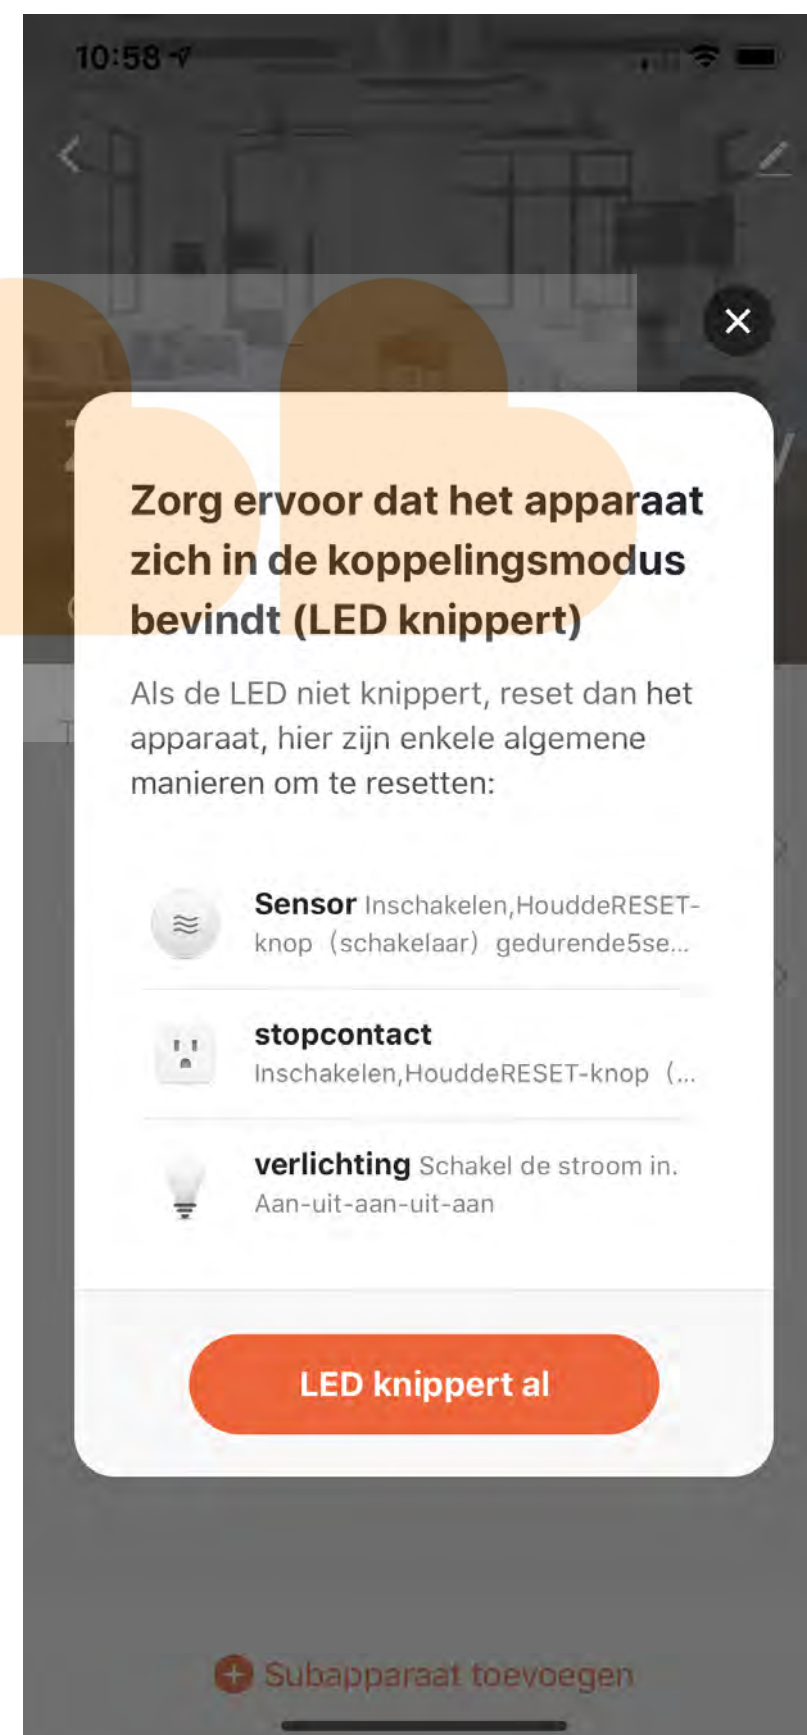 10:58
Zorg ervoor dat het apparaat
zich in de koppelingsmodus
bevindt (LED knippert)
Als de LED niet knippert, reset dan het
apparaat, hier zijn enkele algemene
manieren om te resetten:
Sensor Inschakelen,HouddeRESET-
knop (schakelaar) gedurende5se...
stopcontact
Inschakelen,HouddeRESET-knop (...
verlichting Schakel de stroom in.
Aan-uit-aan-uit-aan
LED knippert al
Subapparaat toevoegen